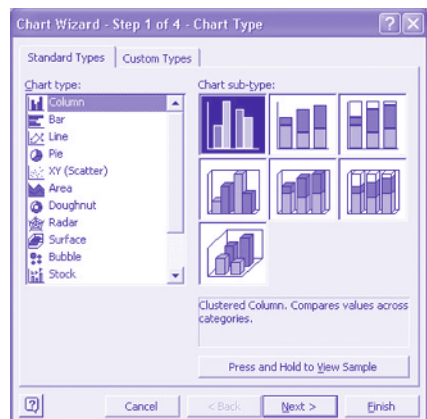 Chart Wizard - Step 1 of 4 - Chart Type
Standard Types
Custom Types
Chart type:
Column
Bar
Line
Pie
XY (Scatter)
Area
Doughnut
Radar
Surface
Bubble
Stock
Chart sub-type:
Clustered Column. Compares values across
categories.
Press and Hold to View Sample
Cancel
< Back
Next >
Finish